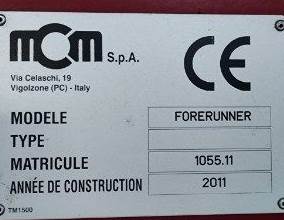 mcm S.p.A.
Via Celaschi, 19
Vigolzone (PC) - Italy
CE
MODELE FORERUNNER
TYPE
MATRICULE 1055.11
ANNÉE DE CONSTRUCTION 2011
TM1500